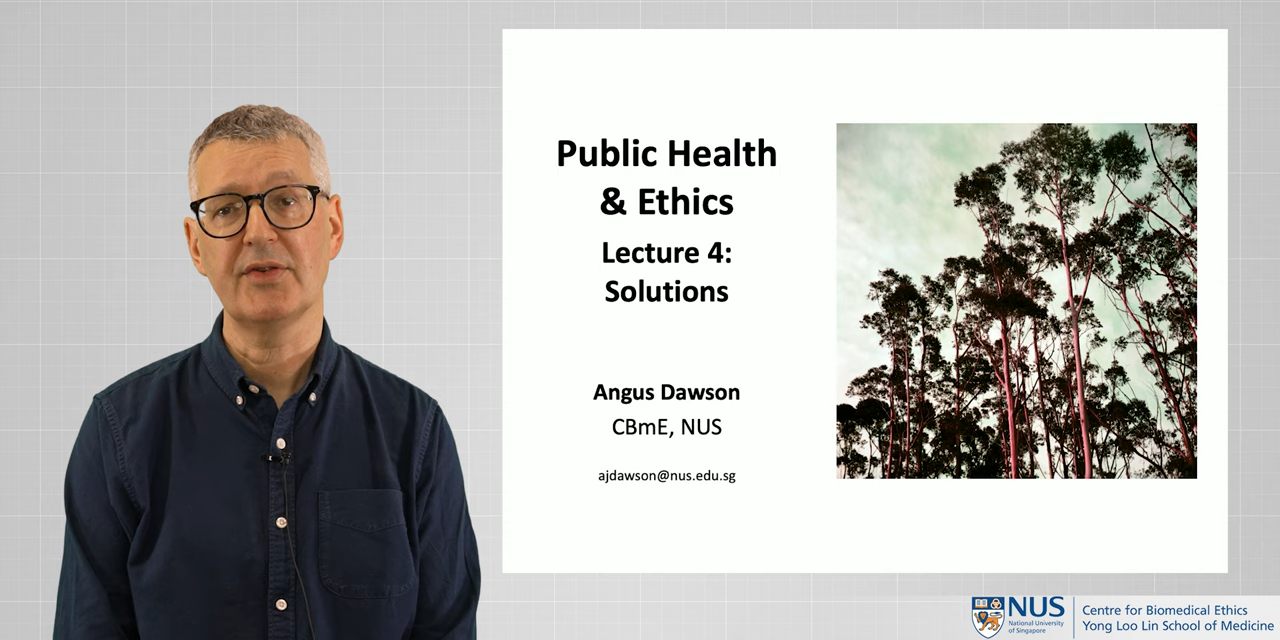 Public Health
& Ethics
Lecture 4:
Solutions
Angus Dawson
CBmE, NUS
ajdawson@nus.edu.sg
NUS
National University
of Singapore
Centre for Biomedical Ethics
Yong Loo Lin School of Medicine